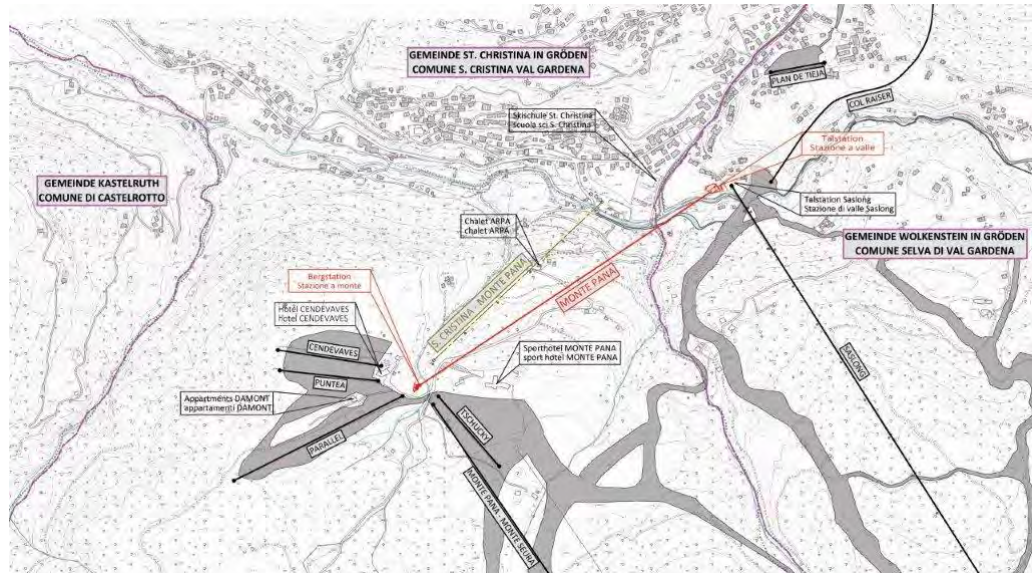 GEMEINDE ST. CHRISTINA IN GRÖDEN
COMUNE S. CRISTINA VAL GARDENA
PLAN DE TIEJA
COL RAISER
Skischule St. Christina
scuola sci S. Christina
Talstation
Stazione a valle
GEMEINDE KASTELRUTH
COMUNE DI CASTELROTTO
Talstation Saslong
Stazione di valle Saslong
Chalet ARPA
chalet ARPA
GEMEINDE WOLKENSTEIN IN GRÖDEN
COMUNE SELVA DI VAL GARDENA
Bergstation
Stazione a monte
S. CRISTINA - MONTE PANA
MONTE PANA
Hotel CENDEVAVES
Hotel CENDEVAVES
CENDEVAVES
Sporthotel MONTE PANA
sport hotel MONTE PANA
SASLONG
PUNTEA
Appartments DAMONT
appartamenti DAMONT
TSCHUCKY
PARALLEL
MONTE PANA - MONTE SEURA